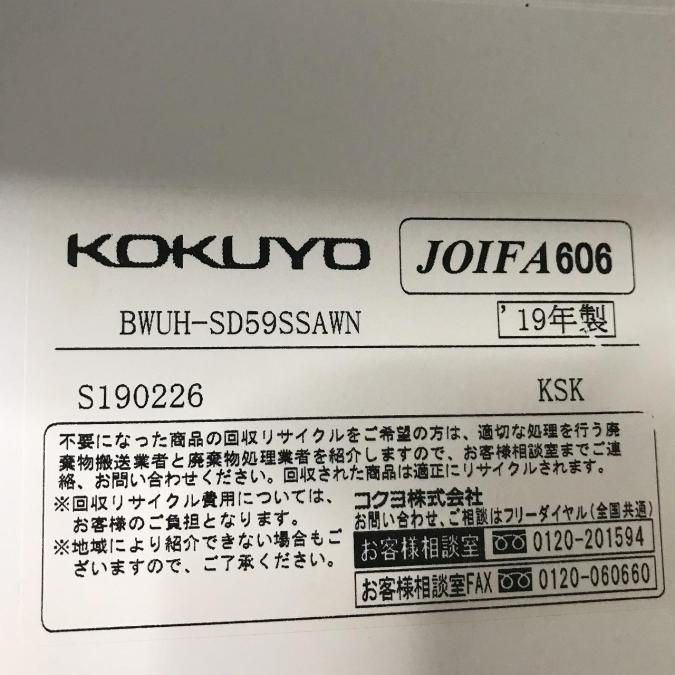 KOKUYO JOIFA606
BWUH-SD59SSAWN '19年製
S190226 KSK
不要になった商品の回収リサイクルをご希望の方は、適切な処理を行う廃
棄物搬送業者と廃棄物処理業者を紹介しますので、お客様相談室までご連
絡、お問い合わせください。回収された商品は適正にリサイクルされます。
※回収リサイクル費用については、
お客様のご負担となります。
※地域により紹介できない場合もご
ざいますので、ご了承ください。
コクヨ株式会社
お問い合わせ、ご相談はフリーダイヤル(全国共通)
お客様相談室 0120-201594
お客様相談室FAX 0120-060660